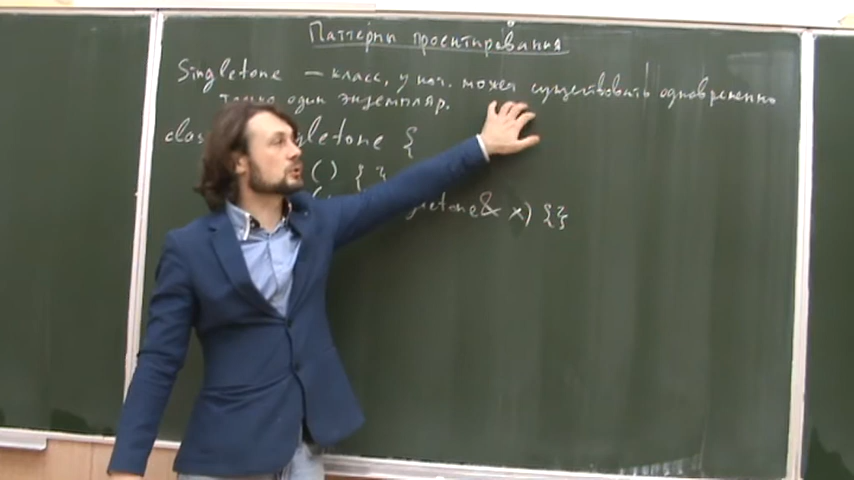 Паттерны проектирования
Singletone — класс, у кот. может существовать одновременно
только один экземпляр.
class Singletone {
() { }
Singletone& x) { }